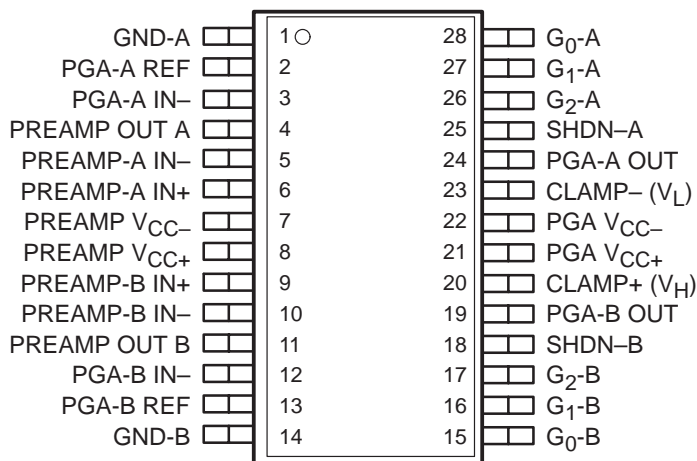 GND-A 1 28 G0-A
PGA-A REF 2 27 G1-A
PGA-A IN– 3 26 G2-A
PREAMP OUT A 4 25 SHDN–A
PREAMP-A IN– 5 24 PGA-A OUT
PREAMP-A IN+ 6 23 CLAMP– (VL)
PREAMP VCC– 7 22 PGA VCC–
PREAMP VCC+ 8 21 PGA VCC+
PREAMP-B IN+ 9 20 CLAMP+ (VH)
PREAMP-B IN– 10 19 PGA-B OUT
PREAMP OUT B 11 18 SHDN–B
PGA-B IN– 12 17 G2-B
PGA-B REF 13 16 G1-B
GND-B 14 15 G0-B